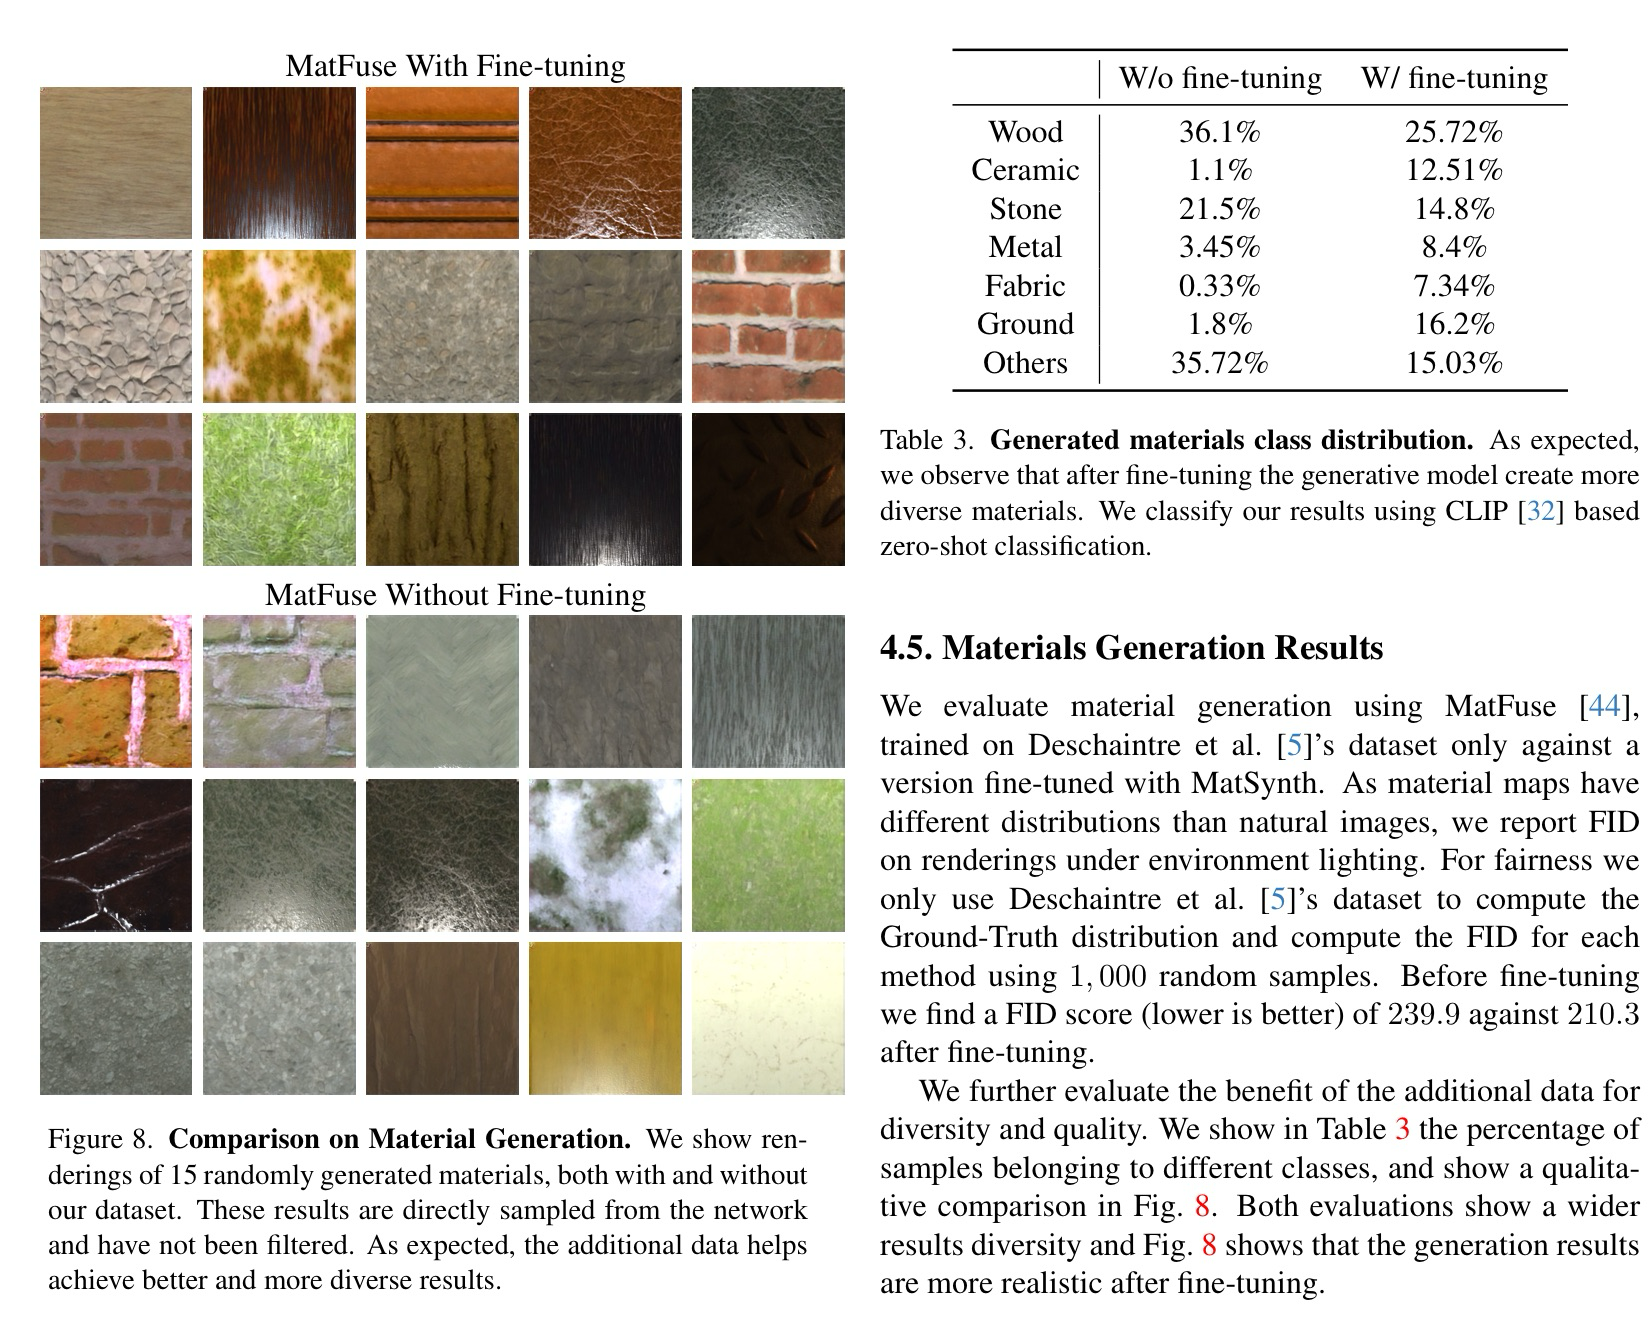 MatFuse With Fine-tuning
MatFuse Without Fine-tuning
Figure 8. Comparison on Material Generation. We show ren-
derings of 15 randomly generated materials, both with and without
our dataset. These results are directly sampled from the network
and have not been filtered. As expected, the additional data helps
achieve better and more diverse results.
W/o fine-tuning W/ fine-tuning
Wood 36.1% 25.72%
Ceramic 1.1% 12.51%
Stone 21.5% 14.8%
Metal 3.45% 8.4%
Fabric 0.33% 7.34%
Ground 1.8% 16.2%
Others 35.72% 15.03%
Table 3. Generated materials class distribution. As expected,
we observe that after fine-tuning the generative model create more
diverse materials. We classify our results using CLIP [32] based
zero-shot classification.
4.5. Materials Generation Results
We evaluate material generation using MatFuse [44],
trained on Deschaintre et al. [5]'s dataset only against a
version fine-tuned with MatSynth. As material maps have
different distributions than natural images, we report FID
on renderings under environment lighting. For fairness we
only use Deschaintre et al. [5]'s dataset to compute the
Ground-Truth distribution and compute the FID for each
method using 1,000 random samples. Before fine-tuning
we find a FID score (lower is better) of 239.9 against 210.3
after fine-tuning.
We further evaluate the benefit of the additional data for
diversity and quality. We show in Table 3 the percentage of
samples belonging to different classes, and show a qualita-
tive comparison in Fig. 8. Both evaluations show a wider
results diversity and Fig. 8 shows that the generation results
are more realistic after fine-tuning.